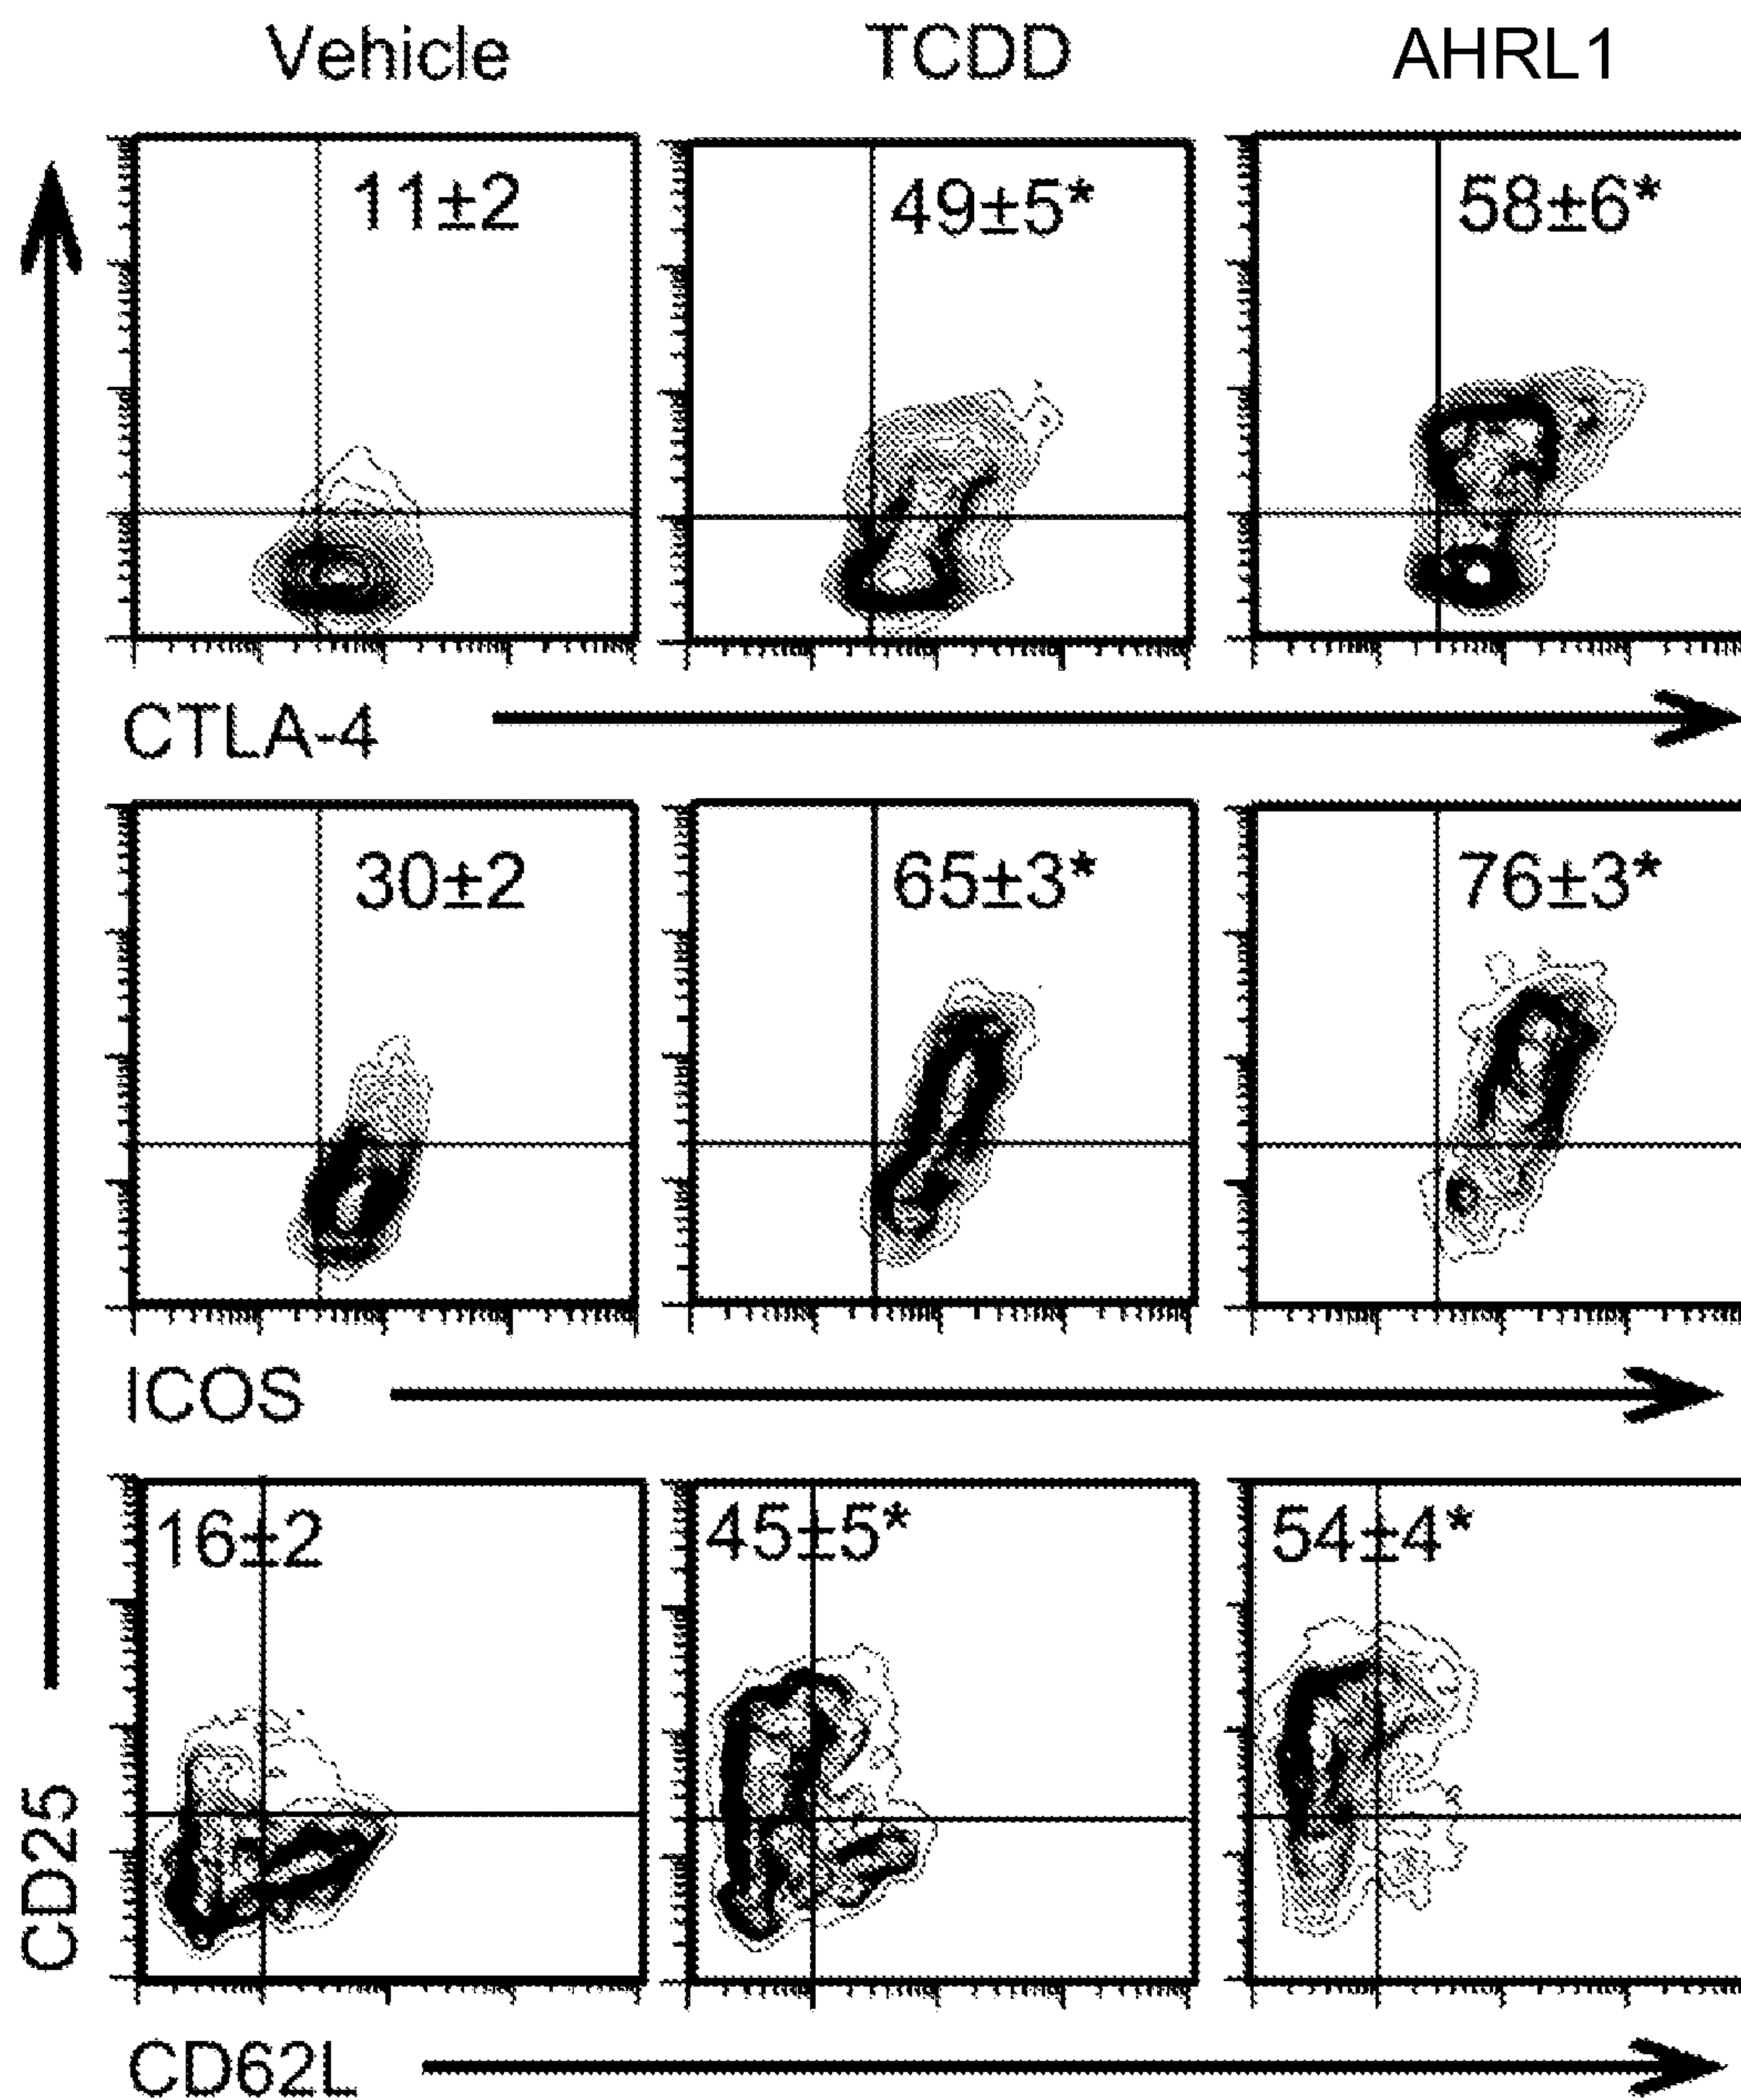 Vehicle TCDD AHRL1
11±2 49±5* 58±6*
CTLA-4
30±2 65±3* 76±3*
ICOS
16±2 45±5* 54±4*
CD25
CD62L